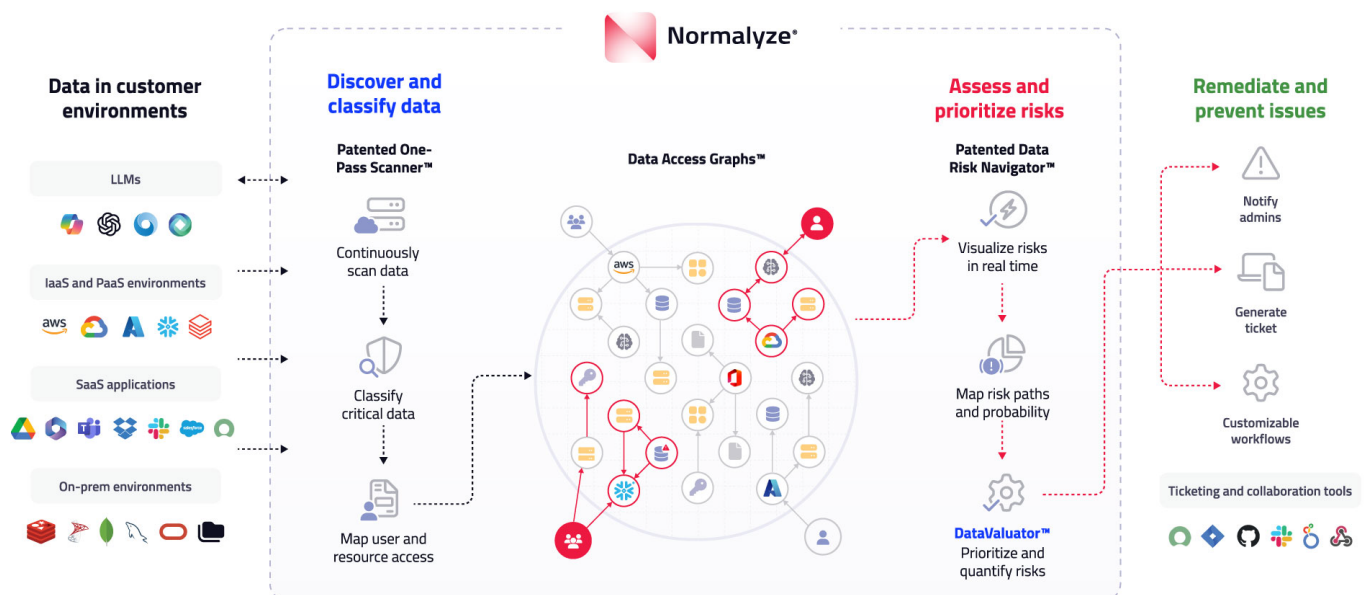 Normalyze®
Data in customer
environments
LLMs
IaaS and PaaS environments
aws
SaaS applications
salesforce
On-prem environments
Discover and
classify data
Patented One-
Pass Scanner™
Continuously
scan data
Classify
critical data
Map user and
resource access
Data Access Graphs™
aws
Assess and
prioritize risks
Patented Data
Risk Navigator™
Visualize risks
in real time
Map risk paths
and probability
DataValuator™
Prioritize and
quantify risks
Remediate and
prevent issues
Notify
admins
Generate
ticket
Customizable
workflows
Ticketing and collaboration tools